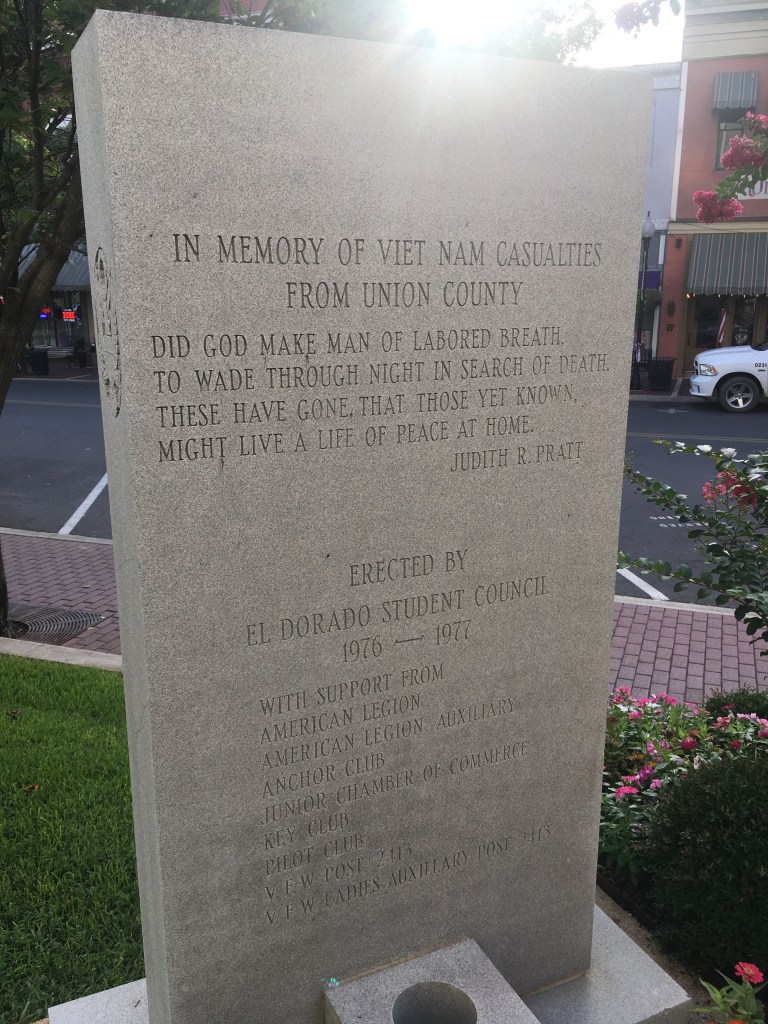 IN MEMORY OF VIET NAM CASUALTIES
FROM UNION COUNTY
DID GOD MAKE MAN OF LABORED BREATH,
TO WADE THROUGH NIGHT IN SEARCH OF DEATH.
THESE HAVE GONE, THAT THOSE YET KNOWN,
MIGHT LIVE A LIFE OF PEACE AT HOME.
JUDITH R. PRATT
ERECTED BY
EL DORADO STUDENT COUNCIL
1976 — 1977
WITH SUPPORT FROM
AMERICAN LEGION
AMERICAN LEGION AUXILIARY
ANCHOR CLUB
JUNIOR CHAMBER OF COMMERCE
KEY CLUB
PILOT CLUB
V F W POST 2413
V F W LADIES AUXILLARY POST 2413